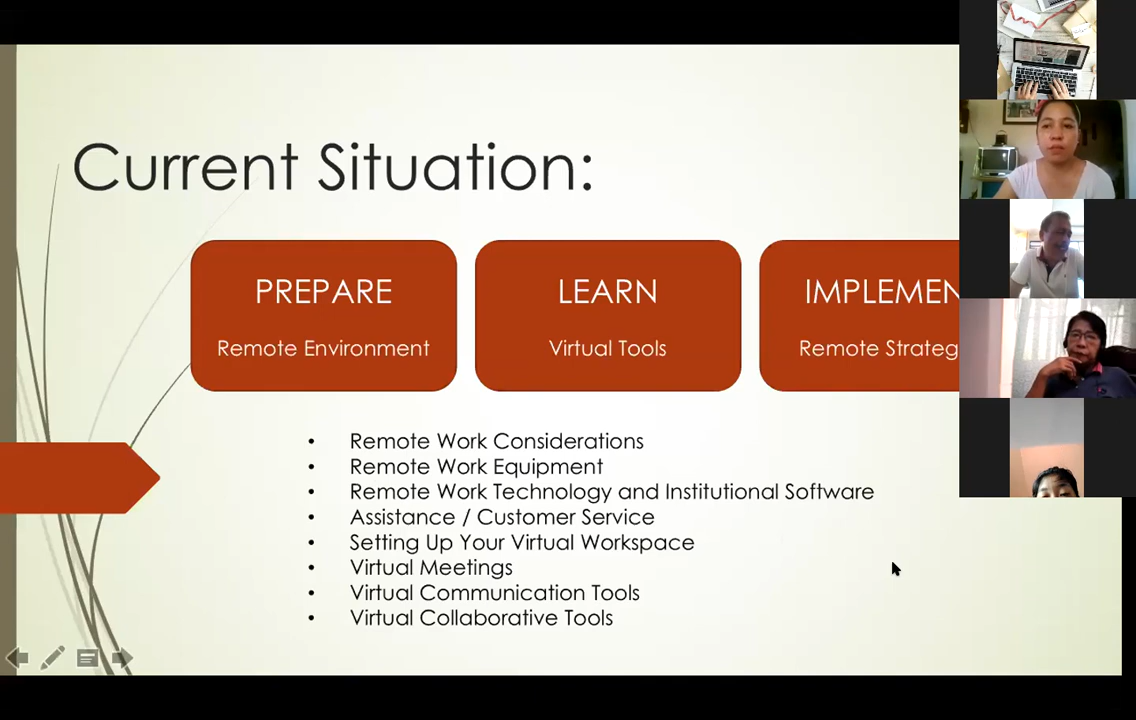 Current Situation:
PREPARE
Remote Environment
LEARN
Virtual Tools
IMPLEMEN
Remote Strateg
• Remote Work Considerations
• Remote Work Equipment
• Remote Work Technology and Institutional Software
• Assistance / Customer Service
• Setting Up Your Virtual Workspace
• Virtual Meetings
• Virtual Communication Tools
• Virtual Collaborative Tools